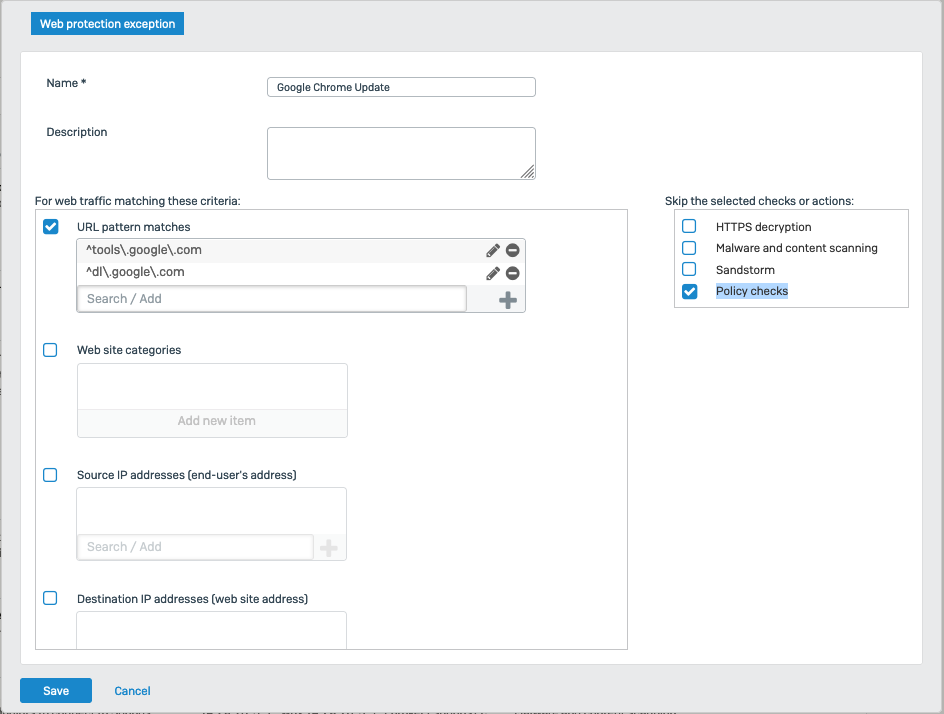 Web protection exception
Name *
Google Chrome Update
Description
For web traffic matching these criteria:
URL pattern matches
^tools\.google\.com
^dl\.google\.com
Search / Add
Web site categories
Add new item
Source IP addresses (end-user's address)
Search / Add
Destination IP addresses (web site address)
Skip the selected checks or actions:
HTTPS decryption
Malware and content scanning
Sandstorm
Policy checks
Save
Cancel